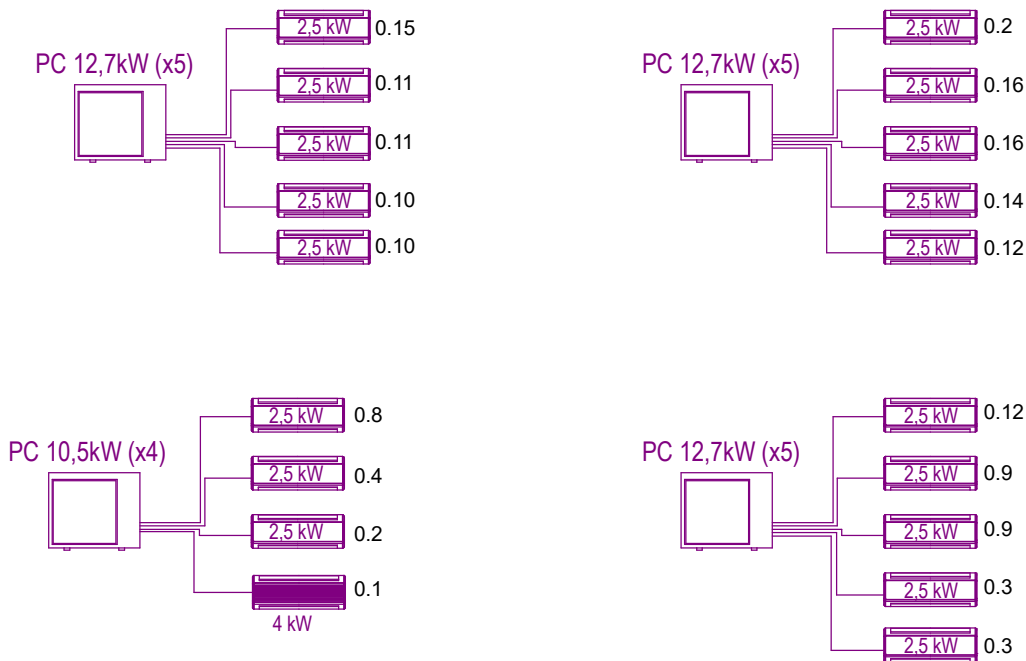 PC 12,7kW (x5)
2,5 kW 0.15
2,5 kW 0.11
2,5 kW 0.11
2,5 kW 0.10
2,5 kW 0.10
PC 12,7kW (x5)
2,5 kW 0.2
2,5 kW 0.16
2,5 kW 0.16
2,5 kW 0.14
2,5 kW 0.12
PC 10,5kW (x4)
2,5 kW 0.8
2,5 kW 0.4
2,5 kW 0.2
0.1
4 kW
PC 12,7kW (x5)
2,5 kW 0.12
2,5 kW 0.9
2,5 kW 0.9
2,5 kW 0.3
2,5 kW 0.3